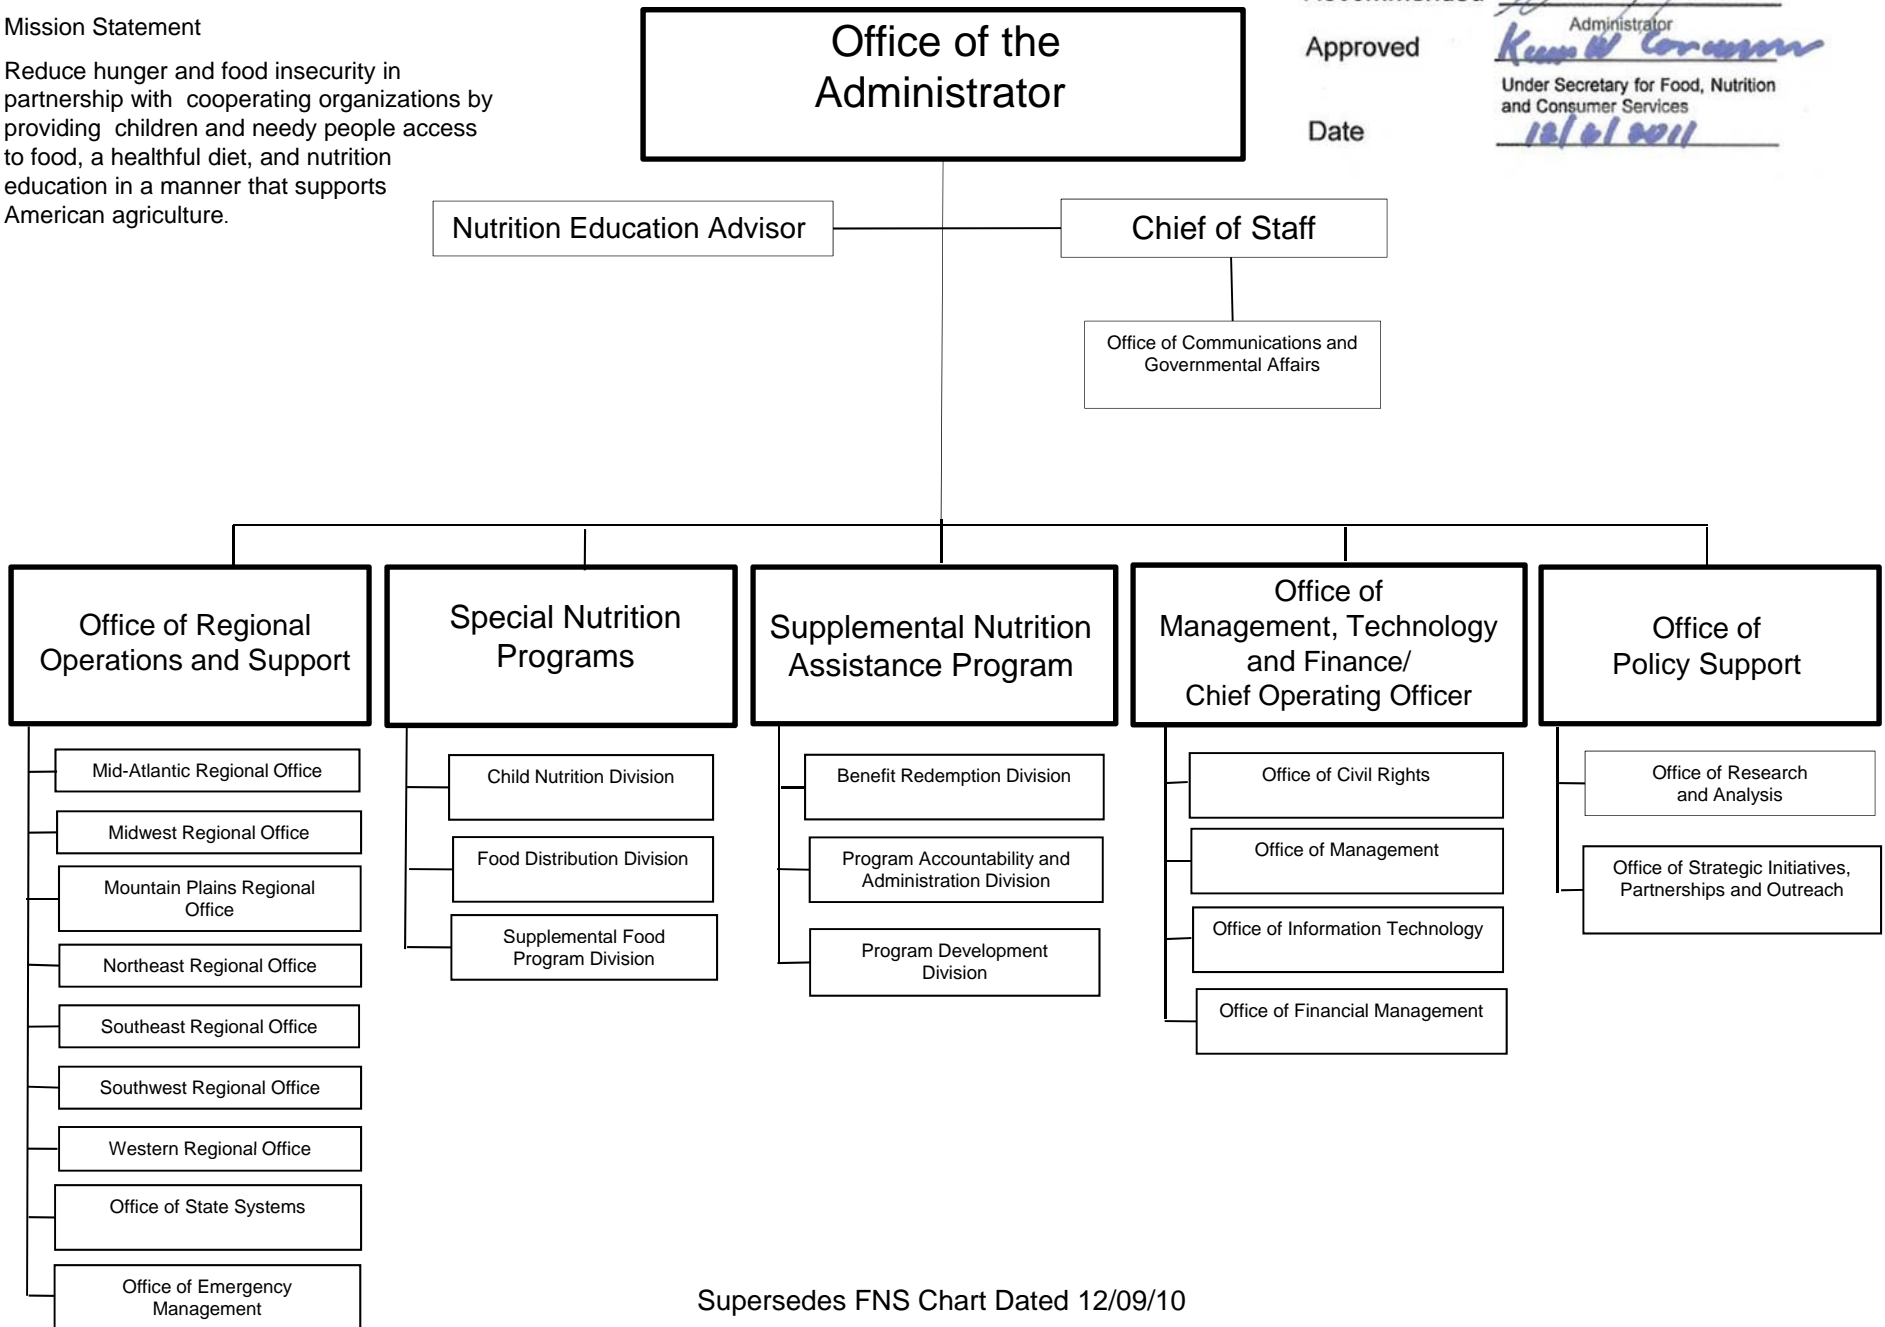 Mission Statement
Reduce hunger and food insecurity in
partnership with cooperating organizations by
providing children and needy people access
to food, a healthful diet, and nutrition
education in a manner that supports
American agriculture.
Office of the
Administrator
Administrator
Approved
Under Secretary for Food, Nutrition
and Consumer Services
Date
12/6/2011
Nutrition Education Advisor
Chief of Staff
Office of Communications and
Governmental Affairs
Office of Regional
Operations and Support
Mid-Atlantic Regional Office
Midwest Regional Office
Mountain Plains Regional
Office
Northeast Regional Office
Southeast Regional Office
Southwest Regional Office
Western Regional Office
Office of State Systems
Office of Emergency
Management
Special Nutrition
Programs
Child Nutrition Division
Food Distribution Division
Supplemental Food
Program Division
Supplemental Nutrition
Assistance Program
Benefit Redemption Division
Program Accountability and
Administration Division
Program Development
Division
Office of
Management, Technology
and Finance/
Chief Operating Officer
Office of Civil Rights
Office of Management
Office of Information Technology
Office of Financial Management
Office of
Policy Support
Office of Research
and Analysis
Office of Strategic Initiatives,
Partnerships and Outreach
Supersedes FNS Chart Dated 12/09/10